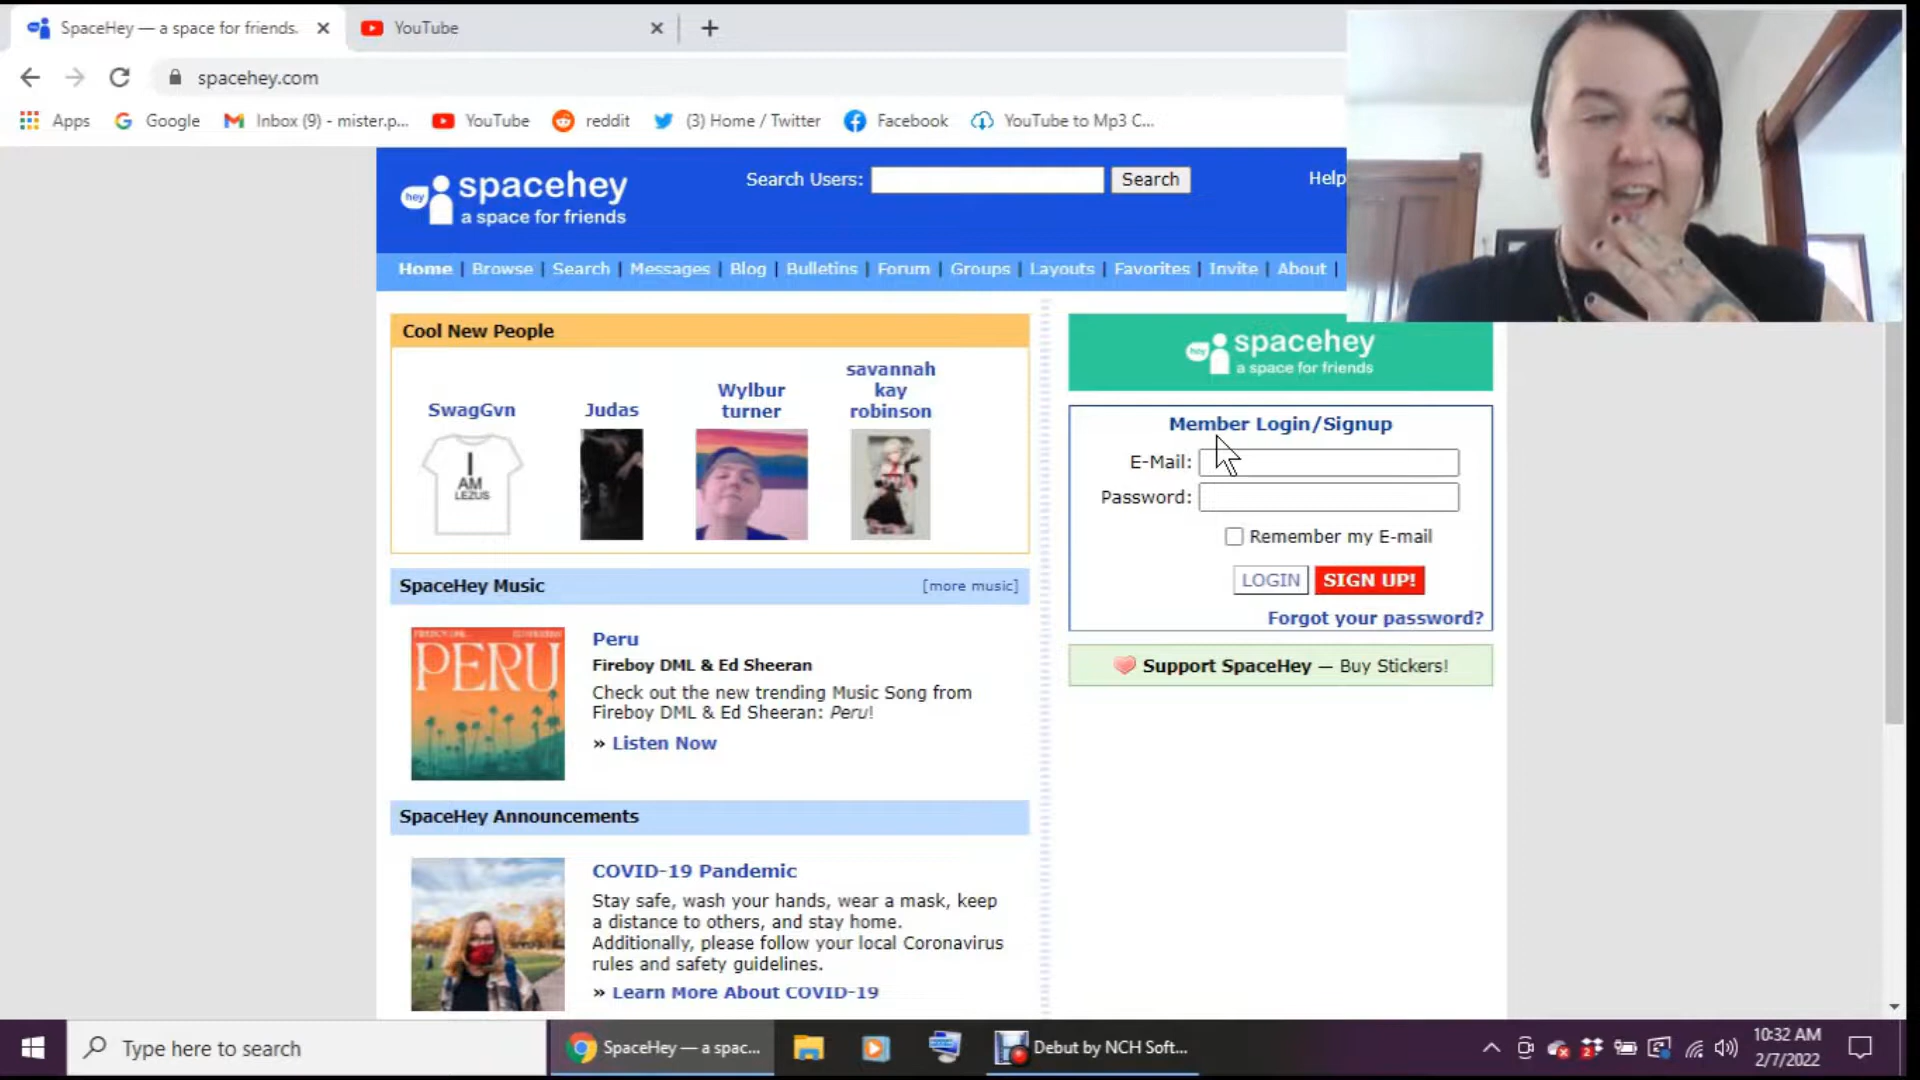 SpaceHey — a space for friends.
YouTube
spacehey.com
Apps
Google
Inbox (9) - mister.p...
YouTube
reddit
(3) Home / Twitter
Facebook
YouTube to Mp3 C...
hey
spacehey
a space for friends
Search Users:
Search
Help
Home | Browse | Search | Messages | Blog | Bulletins | Forum | Groups | Layouts | Favorites | Invite | About |
Cool New People
SwagGvn
Judas
Wylbur
turner
savannah
kay
robinson
I
AM
LEZUS
SpaceHey Music
[more music]
FIREBOY DML
ED SHEERAN
PERU
Peru
Fireboy DML & Ed Sheeran
Check out the new trending Music Song from
Fireboy DML & Ed Sheeran: Peru!
» Listen Now
SpaceHey Announcements
COVID-19 Pandemic
Stay safe, wash your hands, wear a mask, keep
a distance to others, and stay home.
Additionally, please follow your local Coronavirus
rules and safety guidelines.
» Learn More About COVID-19
hey
spacehey
a space for friends
Member Login/Signup
E-Mail:
Password:
Remember my E-mail
LOGIN
SIGN UP!
Forgot your password?
Support SpaceHey — Buy Stickers!
Type here to search
SpaceHey — a spac...
Debut by NCH Soft...
2
10:32 AM
2/7/2022